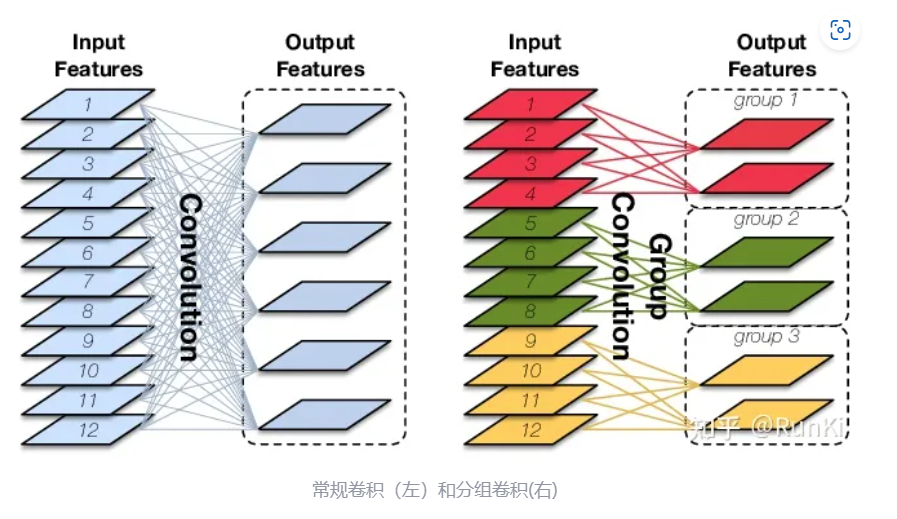 Input
Features
Output
Features
Input
Features
Output
Features
1
2
3
4
5
6
7
8
9
10
11
12
Convolution
1
2
3
4
5
6
7
8
9
10
11
12
Group
Convolution
group 1
group 2
group 3
知乎 @RunKi
常规卷积（左）和分组卷积(右)